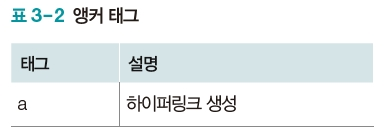 표 3-2 앵커 태그
태그 설명
a 하이퍼링크 생성